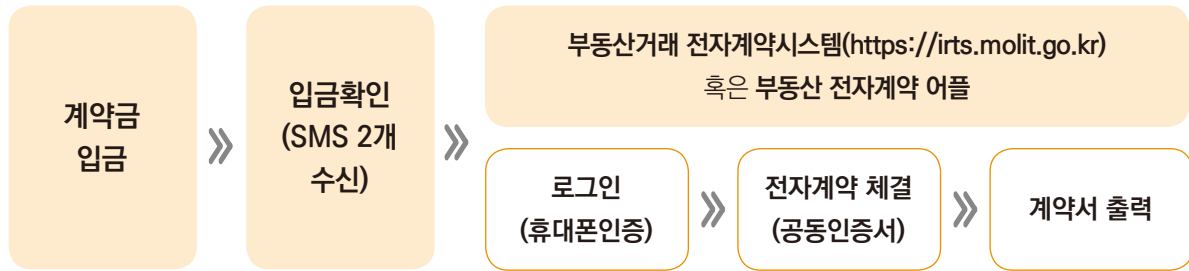 계약금
입금
입금확인
(SMS 2개
수신)
부동산거래 전자계약시스템(https://irts.molit.go.kr)
혹은 부동산 전자계약 어플
로그인
(휴대폰인증)
전자계약 체결
(공동인증서)
계약서 출력